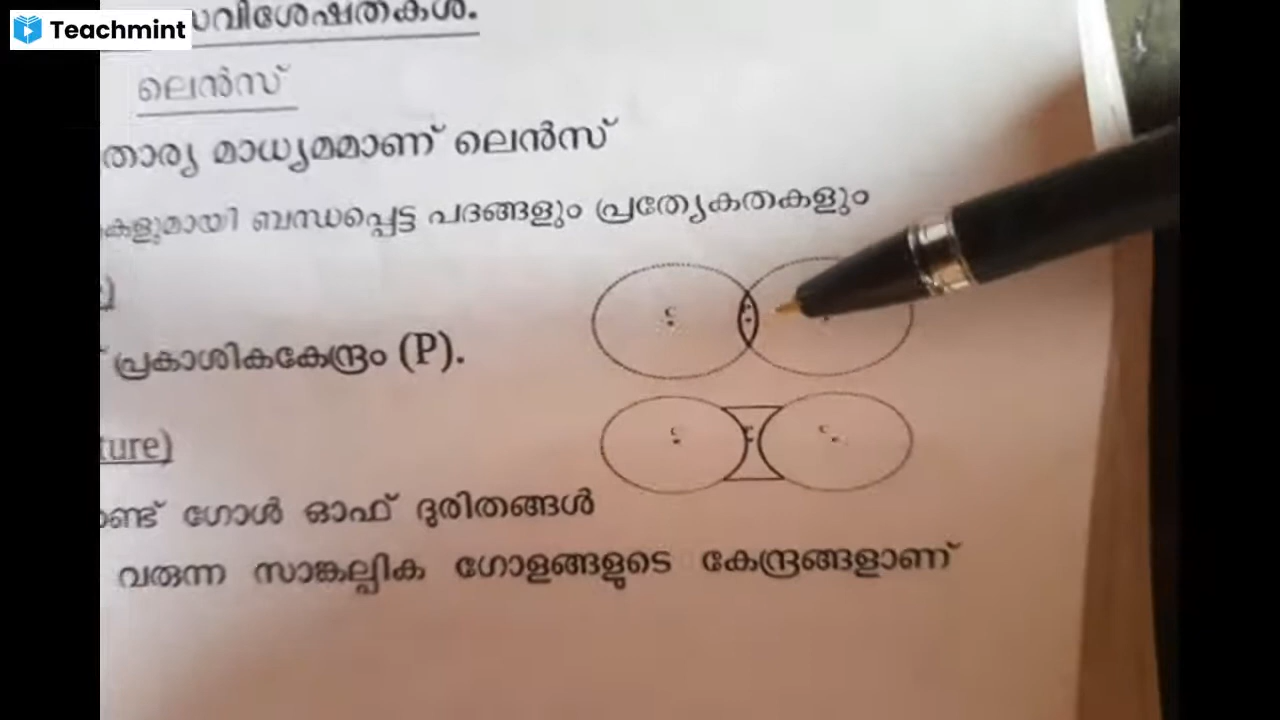 Teachmint
സവിശേഷതകൾ.
ലെൻസ്
താര്യ മാധ്യമമാണ് ലെൻസ്
കളുമായി ബന്ധപ്പെട്ട പദങ്ങളും പ്രത്യേകതകളും
പ്രകാശികകേന്ദ്രം (P).
ture)
ണ്ട് ഗോൾ ഓഫ് ദുരിതങ്ങൾ
വരുന്ന സാങ്കല്പിക ഗോളങ്ങളുടെ കേന്ദ്രങ്ങളാണ്